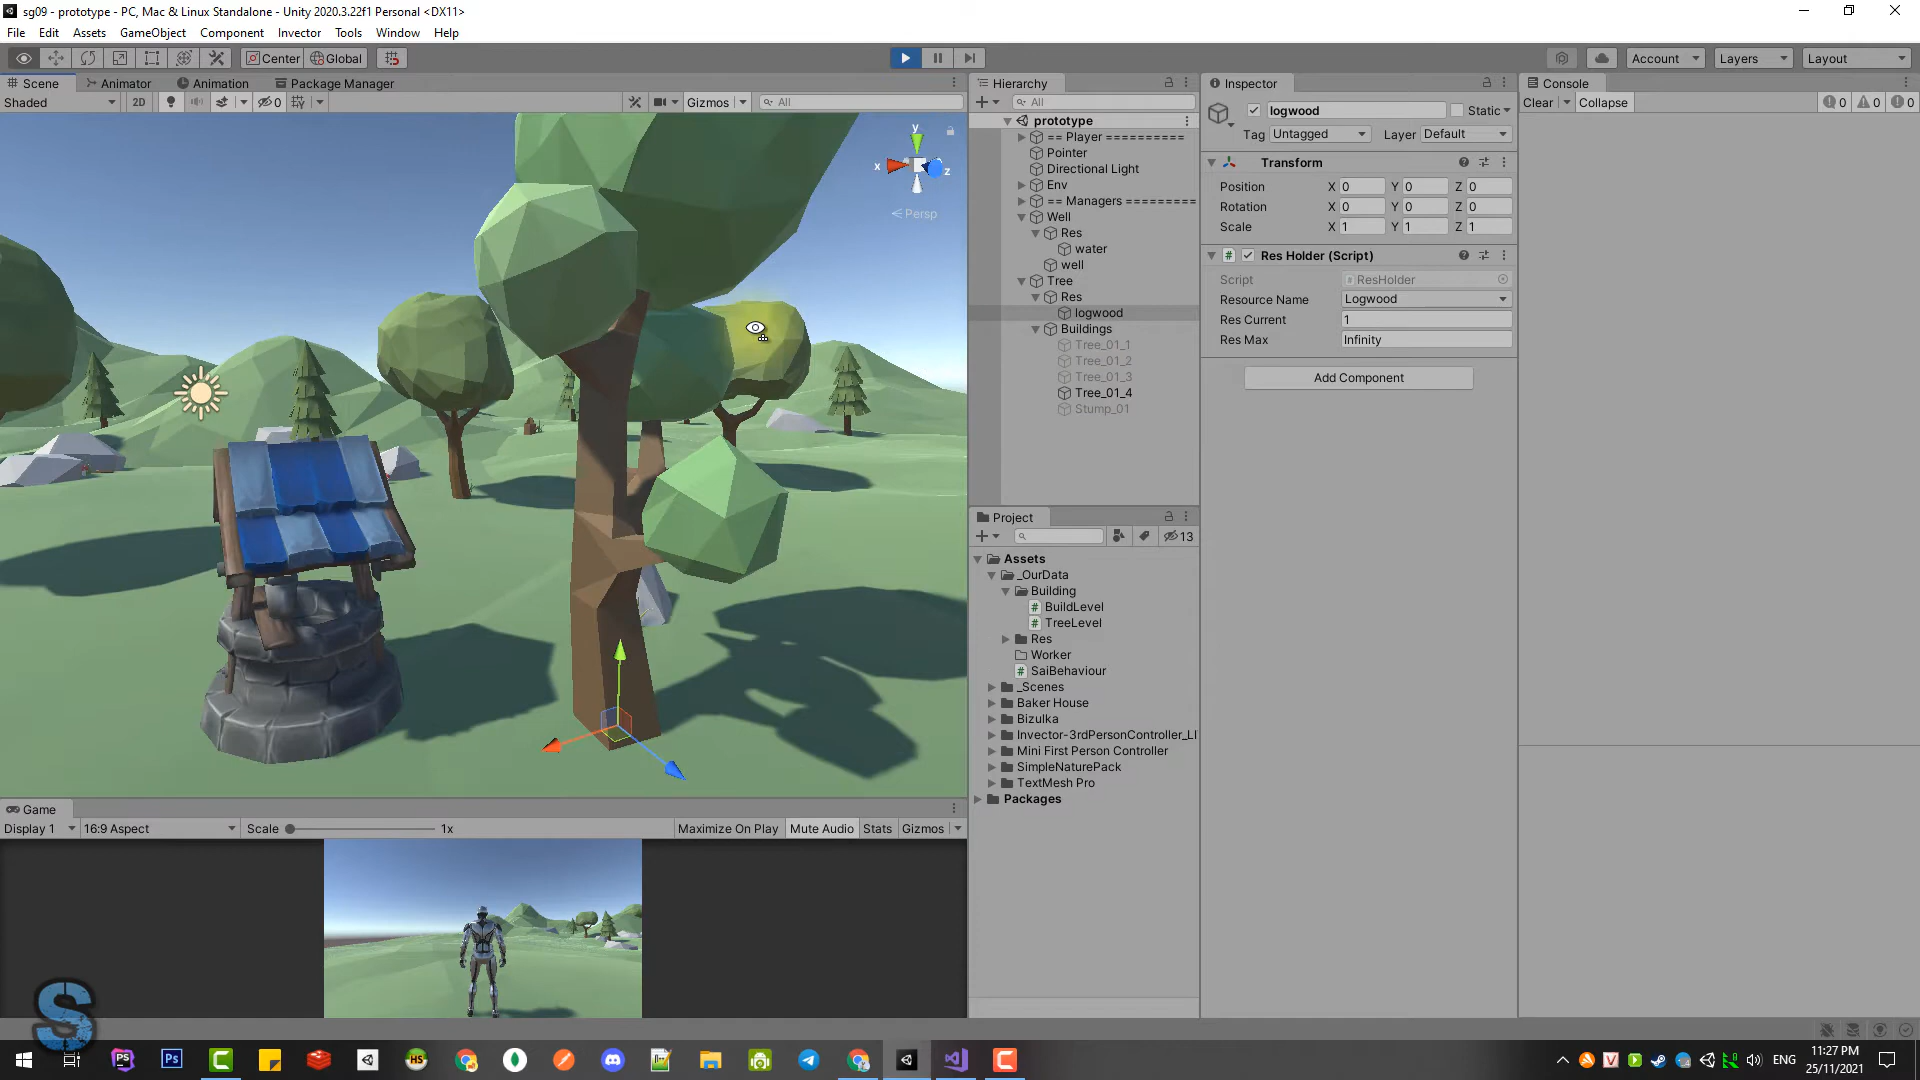 sg09 - prototype - PC, Mac & Linux Standalone - Unity 2020.3.22f1 Personal <DX11>
File Edit Assets GameObject Component Inspector Tools Window Help
Center Global Account Layers Layout
Scene Animator Animation Package Manager
Shaded 2D 0 Gizmos All
y
x
z
Persp
Game
Display 1 16:9 Aspect Scale 1x Maximize On Play Mute Audio Stats Gizmos
Hierarchy
All
prototype
== Player ==========
Pointer
Directional Light
Env
== Managers =========
Well
Res
water
well
Tree
Res
logwood
Buildings
Tree_01_1
Tree_01_2
Tree_01_3
Tree_01_4
Stump_01
Project
13
Assets
_OurData
Building
BuildLevel
TreeLevel
Res
Worker
SaiBehaviour
_Scenes
Baker House
Bizulka
Invector-3rdPersonController_LI
Mini First Person Controller
SimpleNaturePack
TextMesh Pro
Packages
Inspector
logwood Static
Tag Untagged Layer Default
Transform
Position X 0 Y 0 Z 0
Rotation X 0 Y 0 Z 0
Scale X 1 Y 1 Z 1
# Res Holder (Script)
Script ResHolder
Resource Name Logwood
Res Current 1
Res Max Infinity
Add Component
Console
Clear Collapse 0 0 0
S
PS Ps C HS
ENG
11:27 PM
25/11/2021